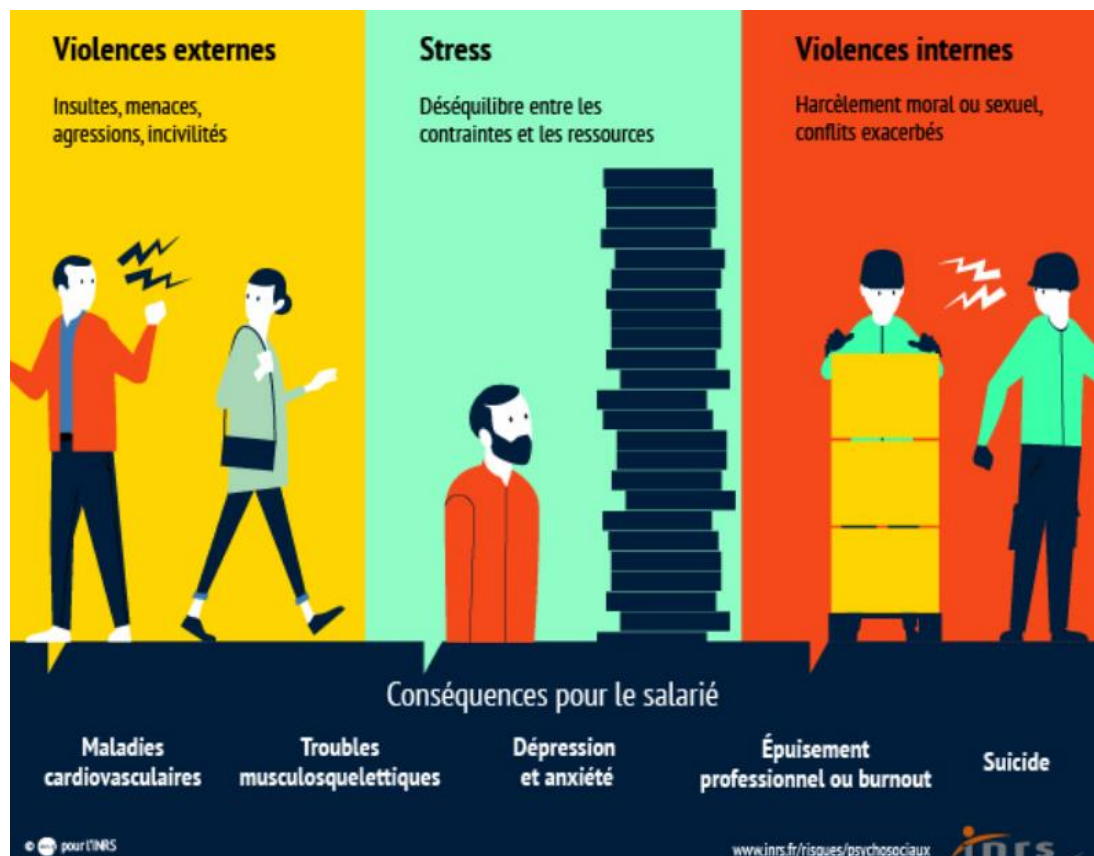 Violences externes
Insultes, menaces,
agressions, incivilités
Stress
Déséquilibre entre les
contraintes et les ressources
Violences internes
Harcèlement moral ou sexuel,
conflits exacerbés
Conséquences pour le salarié
Maladies
cardiovasculaires
Troubles
musculosquelettiques
Dépression
et anxiété
Épuisement
professionnel ou burnout
Suicide
© pour l'INRS
www.inrs.fr/risques/psychosociaux
inrs